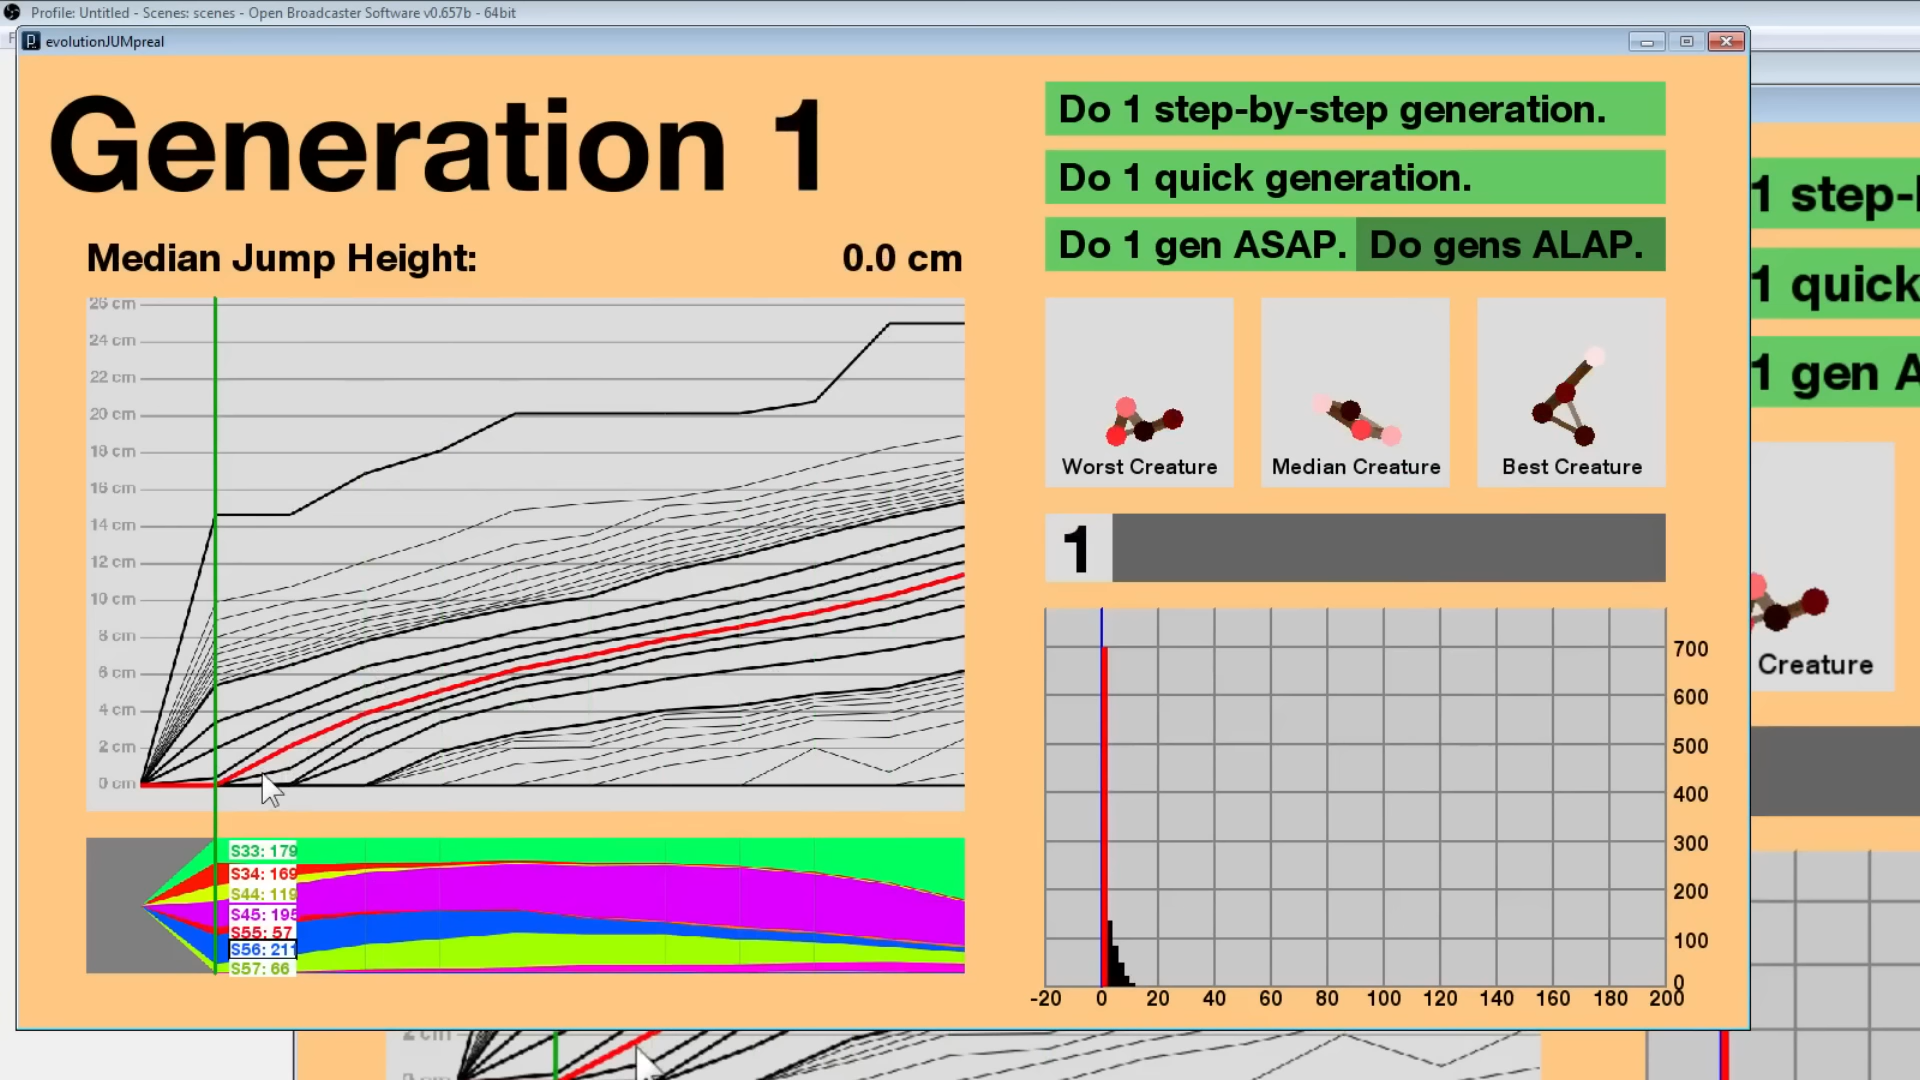 Profile: Untitled - Scenes: scenes - Open Broadcaster Software v0.657b - 64bit
evolutionJUMpreal
Generation 1
Median Jump Height: 0.0 cm
26 cm
24 cm
22 cm
20 cm
18 cm
16 cm
14 cm
12 cm
10 cm
8 cm
6 cm
4 cm
2 cm
0 cm
S33: 179
S34: 169
S44: 119
S45: 195
S55: 57
S56: 211
S57: 66
Do 1 step-by-step generation.
Do 1 quick generation.
Do 1 gen ASAP. Do gens ALAP.
Worst Creature Median Creature Best Creature
1
700
600
500
400
300
200
100
0
-20 0 20 40 60 80 100 120 140 160 180 200
1 step-
1 quick
1 gen A
Creature
2 cm